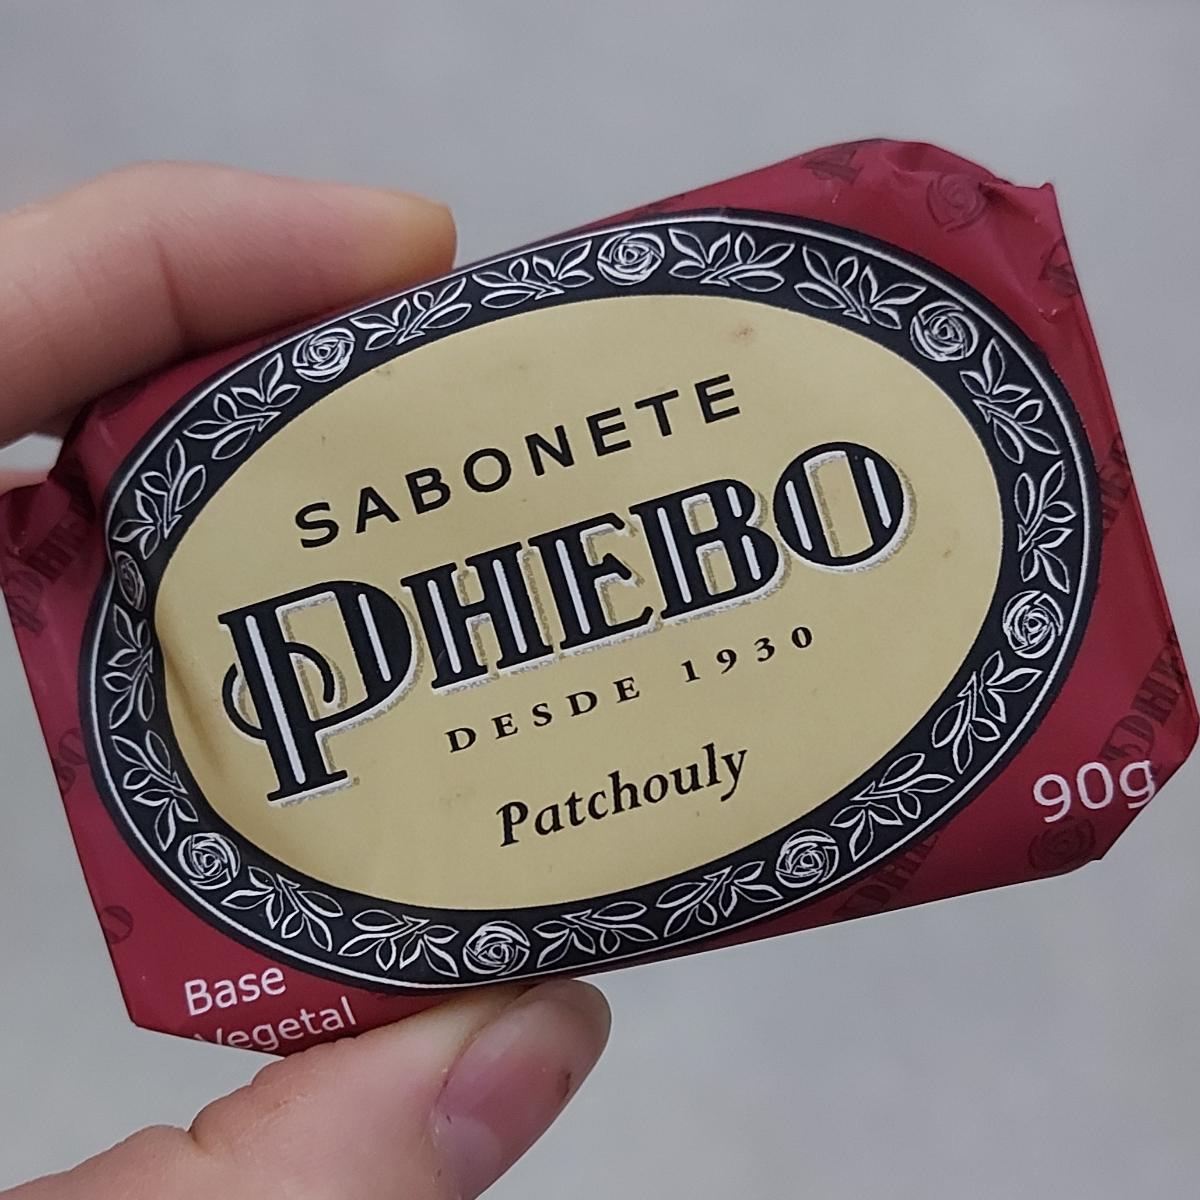 SABONETE
PHEBO
DESDE 1930
Patchouly
90g
Base
Vegetal